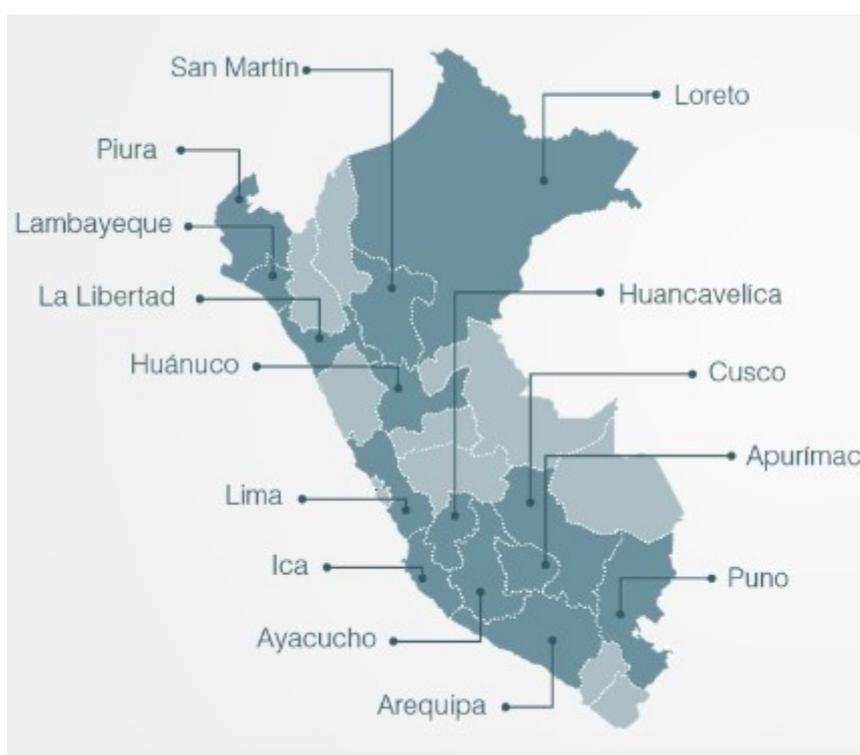 San Martín
Loreto
Piura
Lambayeque
La Libertad
Huancavelica
Huánuco
Cusco
Apurímac
Lima
Ica
Puno
Ayacucho
Arequipa